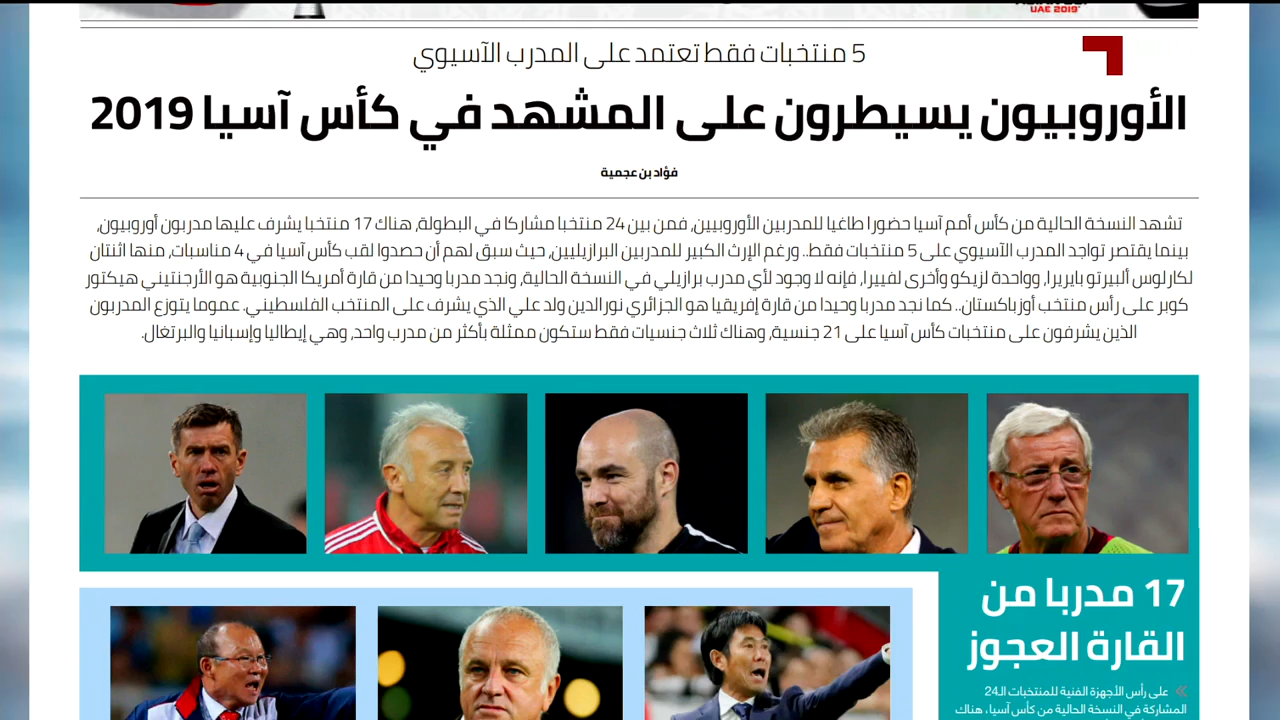 UAE 2019
5 منتخبات فقط تعتمد على المدرب الآسيوي
الأوروبيون يسيطرون على المشهد في كأس آسيا 2019
فؤاد بن عجمية
تشهد النسخة الحالية من كأس أمم آسيا حضورا طاغيا للمدربين الأوروبيين، فمن بين 24 منتخبا مشاركا في البطولة، هناك 17 منتخبا يشرف عليها مدربون أوروبيون،
بينما يقتصر تواجد المدرب الآسيوي على 5 منتخبات فقط.. ورغم الإرث الكبير للمدربين البرازيليين، حيث سبق لهم أن حصدوا لقب كأس آسيا في 4 مناسبات، منها اثنتان
لكارلوس ألبيرتو بايريرا، وواحدة لزيكو وأخرى لفييرا، فإنه لا وجود لأي مدرب برازيلي في النسخة الحالية، ونجد مدربا وحيدا من قارة أمريكا الجنوبية هو الأرجنتيني هيكتور
كوبر على رأس منتخب أوزباكستان.. كما نجد مدربا وحيدا من قارة إفريقيا هو الجزائري نورالدين ولد علي الذي يشرف على المنتخب الفلسطيني. عموما يتوزع المدربون
الذين يشرفون على منتخبات كأس آسيا على 21 جنسية، وهناك ثلاث جنسيات فقط ستكون ممثلة بأكثر من مدرب واحد، وهي إيطاليا وإسبانيا والبرتغال.
17 مدربا من
القارة العجوز
على رأس الأجهزة الفنية للمنتخبات الـ24
المشاركة في النسخة الحالية من كأس آسيا، هناك